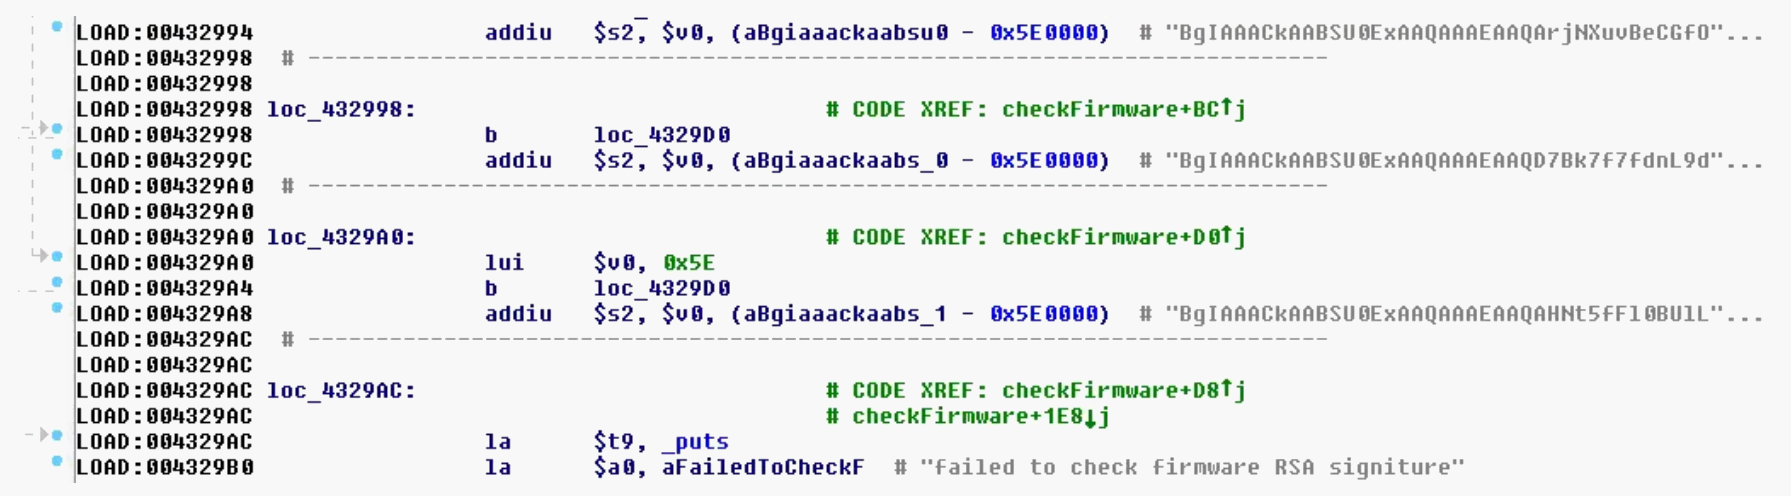 LOAD:00432994 addiu $s2, $v0, (aBgiaaackaabsu0 - 0x5E0000) # "BgIAAACkAABSU0ExAAQAAAEAAQArjNXuvBeCGfO"...
LOAD:00432998 # ---------------------------------------------------------------------------
LOAD:00432998
LOAD:00432998 loc_432998: # CODE XREF: checkFirmware+BC↑j
LOAD:00432998 b loc_4329D0
LOAD:0043299C addiu $s2, $v0, (aBgiaaackaabs_0 - 0x5E0000) # "BgIAAACkAABSU0ExAAQAAAEAAQD7Bk7f7fdnL9d"...
LOAD:004329A0 # ---------------------------------------------------------------------------
LOAD:004329A0
LOAD:004329A0 loc_4329A0: # CODE XREF: checkFirmware+D0↑j
LOAD:004329A0 lui $v0, 0x5E
LOAD:004329A4 b loc_4329D0
LOAD:004329A8 addiu $s2, $v0, (aBgiaaackaabs_1 - 0x5E0000) # "BgIAAACkAABSU0ExAAQAAAEAAQAHNt5fFl0BUlL"...
LOAD:004329AC # ---------------------------------------------------------------------------
LOAD:004329AC
LOAD:004329AC loc_4329AC: # CODE XREF: checkFirmware+D8↑j
LOAD:004329AC # checkFirmware+1E8↓j
LOAD:004329AC la $t9, _puts
LOAD:004329B0 la $a0, aFailedToCheckF # "failed to check firmware RSA signiture"